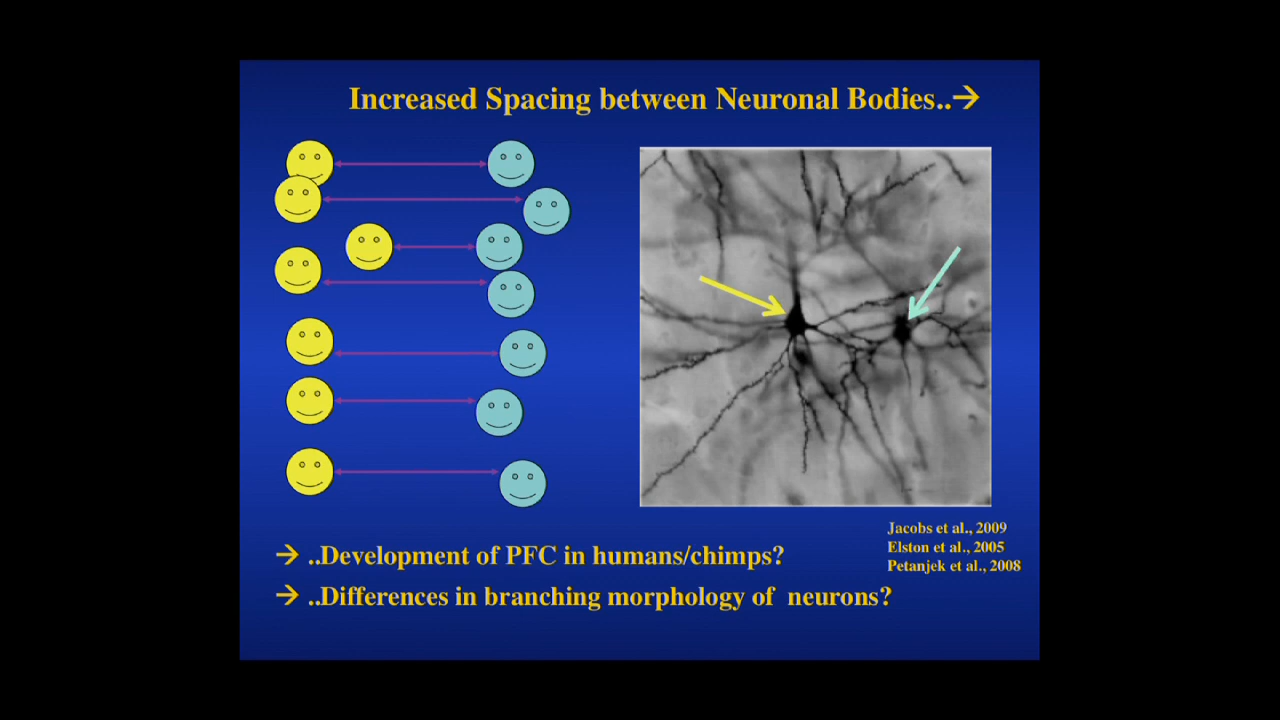 Increased Spacing between Neuronal Bodies..→
Jacobs et al., 2009
Elston et al., 2005
Petanjek et al., 2008
→ ..Development of PFC in humans/chimps?
→ ..Differences in branching morphology of neurons?